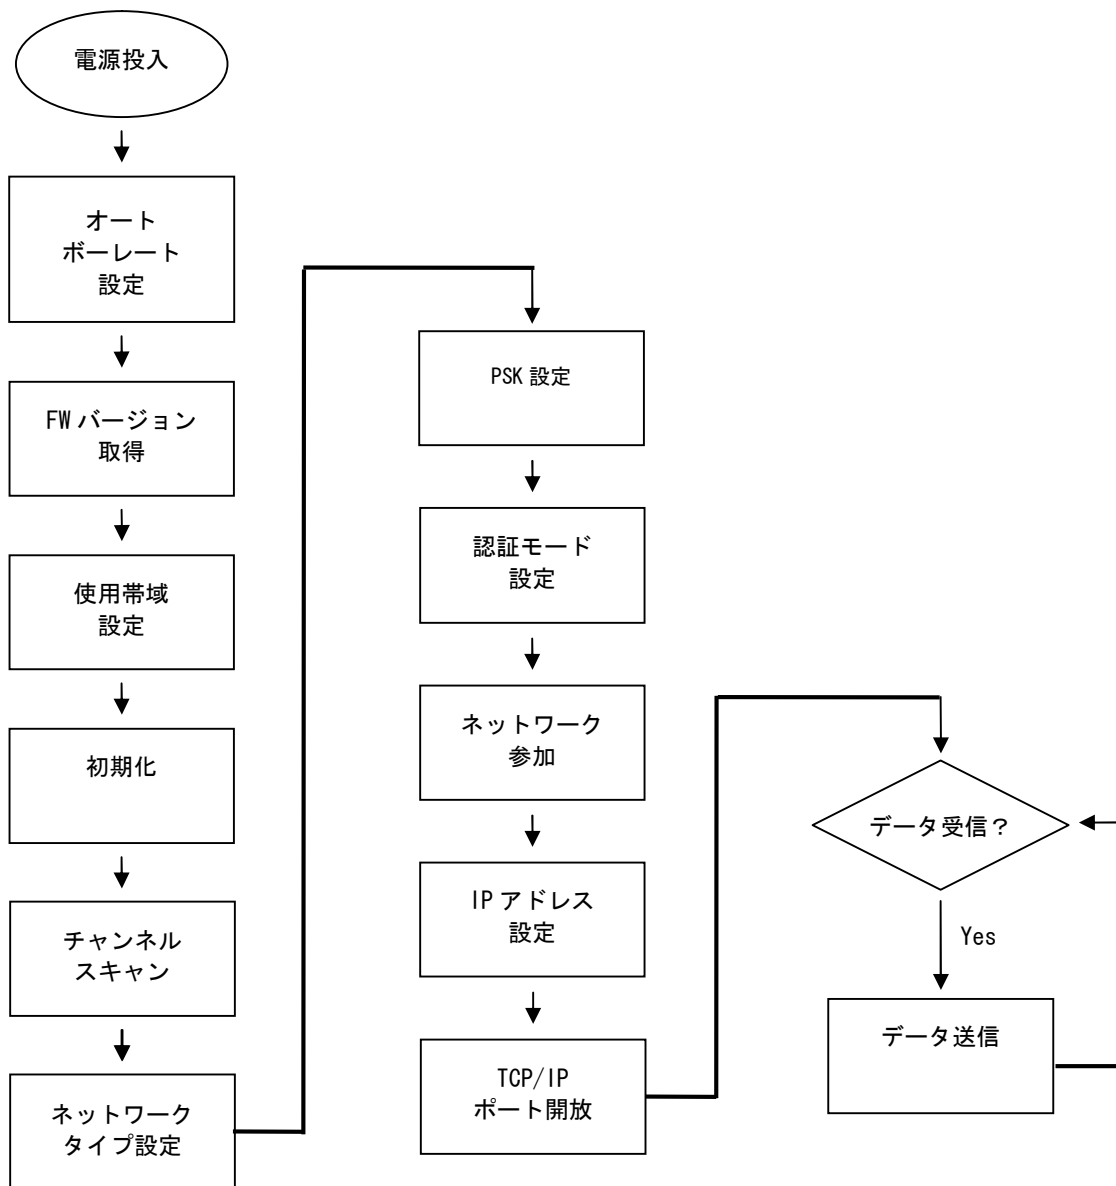 電源投入
オート
ボーレート
設定
FW バージョン
取得
使用帯域
設定
初期化
チャンネル
スキャン
ネットワーク
タイプ設定
PSK 設定
認証モード
設定
ネットワーク
参加
IP アドレス
設定
TCP/IP
ポート開放
データ受信？
Yes
データ送信